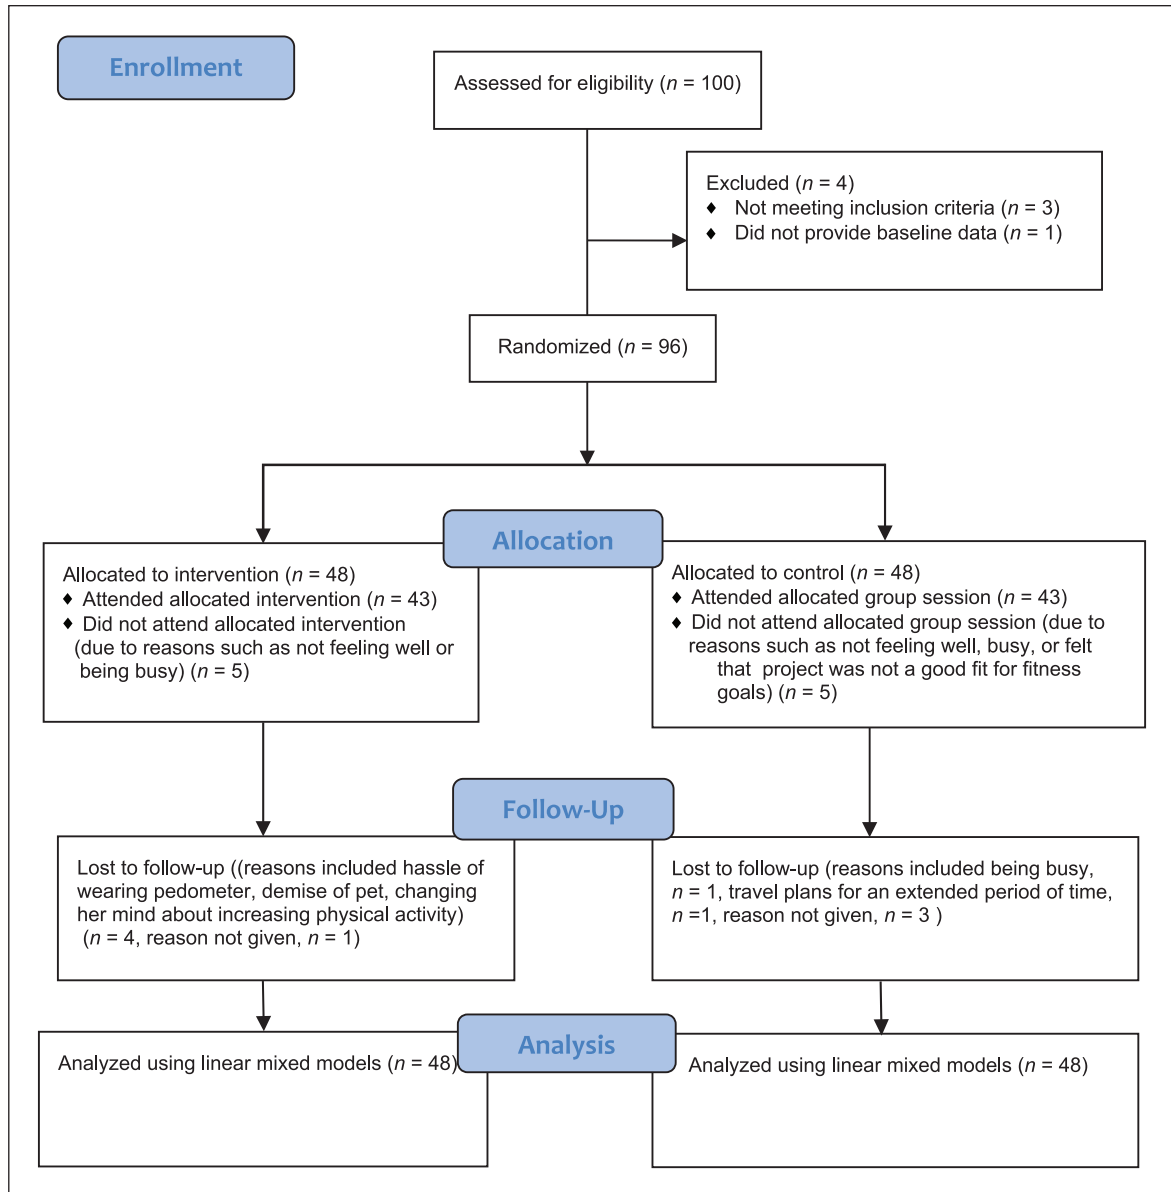 Enrollment
Assessed for eligibility (n = 100)
Excluded (n = 4)
♦ Not meeting inclusion criteria (n = 3)
♦ Did not provide baseline data (n = 1)
Randomized (n = 96)
Allocation
Allocated to intervention (n = 48)
♦ Attended allocated intervention (n = 43)
♦ Did not attend allocated intervention
(due to reasons such as not feeling well or
being busy) (n = 5)
Allocated to control (n = 48)
♦ Attended allocated group session (n = 43)
♦ Did not attend allocated group session (due to
reasons such as not feeling well, busy, or felt
that project was not a good fit for fitness
goals) (n = 5)
Follow-Up
Lost to follow-up ((reasons included hassle of
wearing pedometer, demise of pet, changing
her mind about increasing physical activity)
(n = 4, reason not given, n = 1)
Lost to follow-up (reasons included being busy,
n = 1, travel plans for an extended period of time,
n =1, reason not given, n = 3 )
Analysis
Analyzed using linear mixed models (n = 48)
Analyzed using linear mixed models (n = 48)